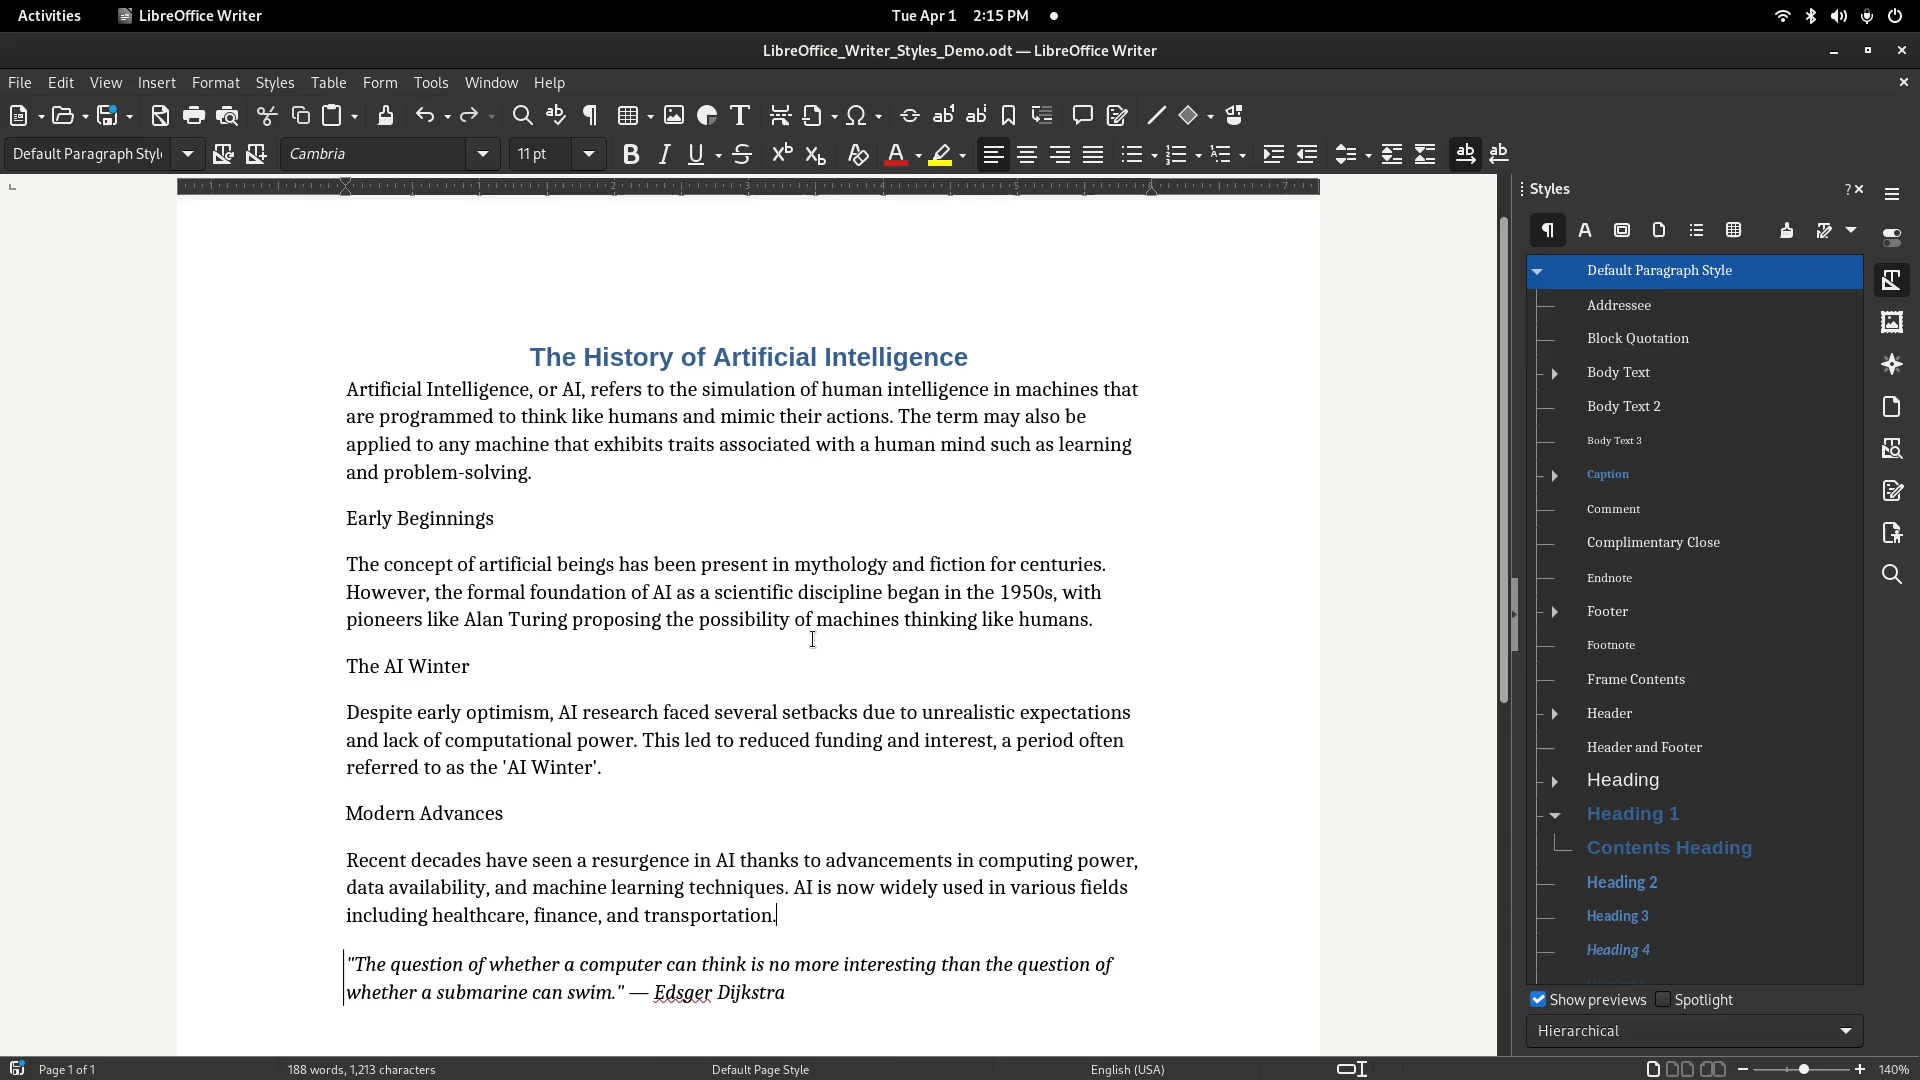 Activities LibreOffice Writer Tue Apr 1 2:15 PM
LibreOffice_Writer_Styles_Demo.odt — LibreOffice Writer
File Edit View Insert Format Styles Table Form Tools Window Help
Default Paragraph Styl Cambria 11 pt
Styles
The History of Artificial Intelligence
Artificial Intelligence, or AI, refers to the simulation of human intelligence in machines that
are programmed to think like humans and mimic their actions. The term may also be
applied to any machine that exhibits traits associated with a human mind such as learning
and problem-solving.
Early Beginnings
The concept of artificial beings has been present in mythology and fiction for centuries.
However, the formal foundation of AI as a scientific discipline began in the 1950s, with
pioneers like Alan Turing proposing the possibility of machines thinking like humans.
The AI Winter
Despite early optimism, AI research faced several setbacks due to unrealistic expectations
and lack of computational power. This led to reduced funding and interest, a period often
referred to as the 'AI Winter'.
Modern Advances
Recent decades have seen a resurgence in AI thanks to advancements in computing power,
data availability, and machine learning techniques. AI is now widely used in various fields
including healthcare, finance, and transportation.
"The question of whether a computer can think is no more interesting than the question of
whether a submarine can swim." — Edsger Dijkstra
Default Paragraph Style
Addressee
Block Quotation
Body Text
Body Text 2
Body Text 3
Caption
Comment
Complimentary Close
Endnote
Footer
Footnote
Frame Contents
Header
Header and Footer
Heading
Heading 1
Contents Heading
Heading 2
Heading 3
Heading 4
Show previews Spotlight
Hierarchical
Page 1 of 1 188 words, 1,213 characters Default Page Style English (USA) 140%